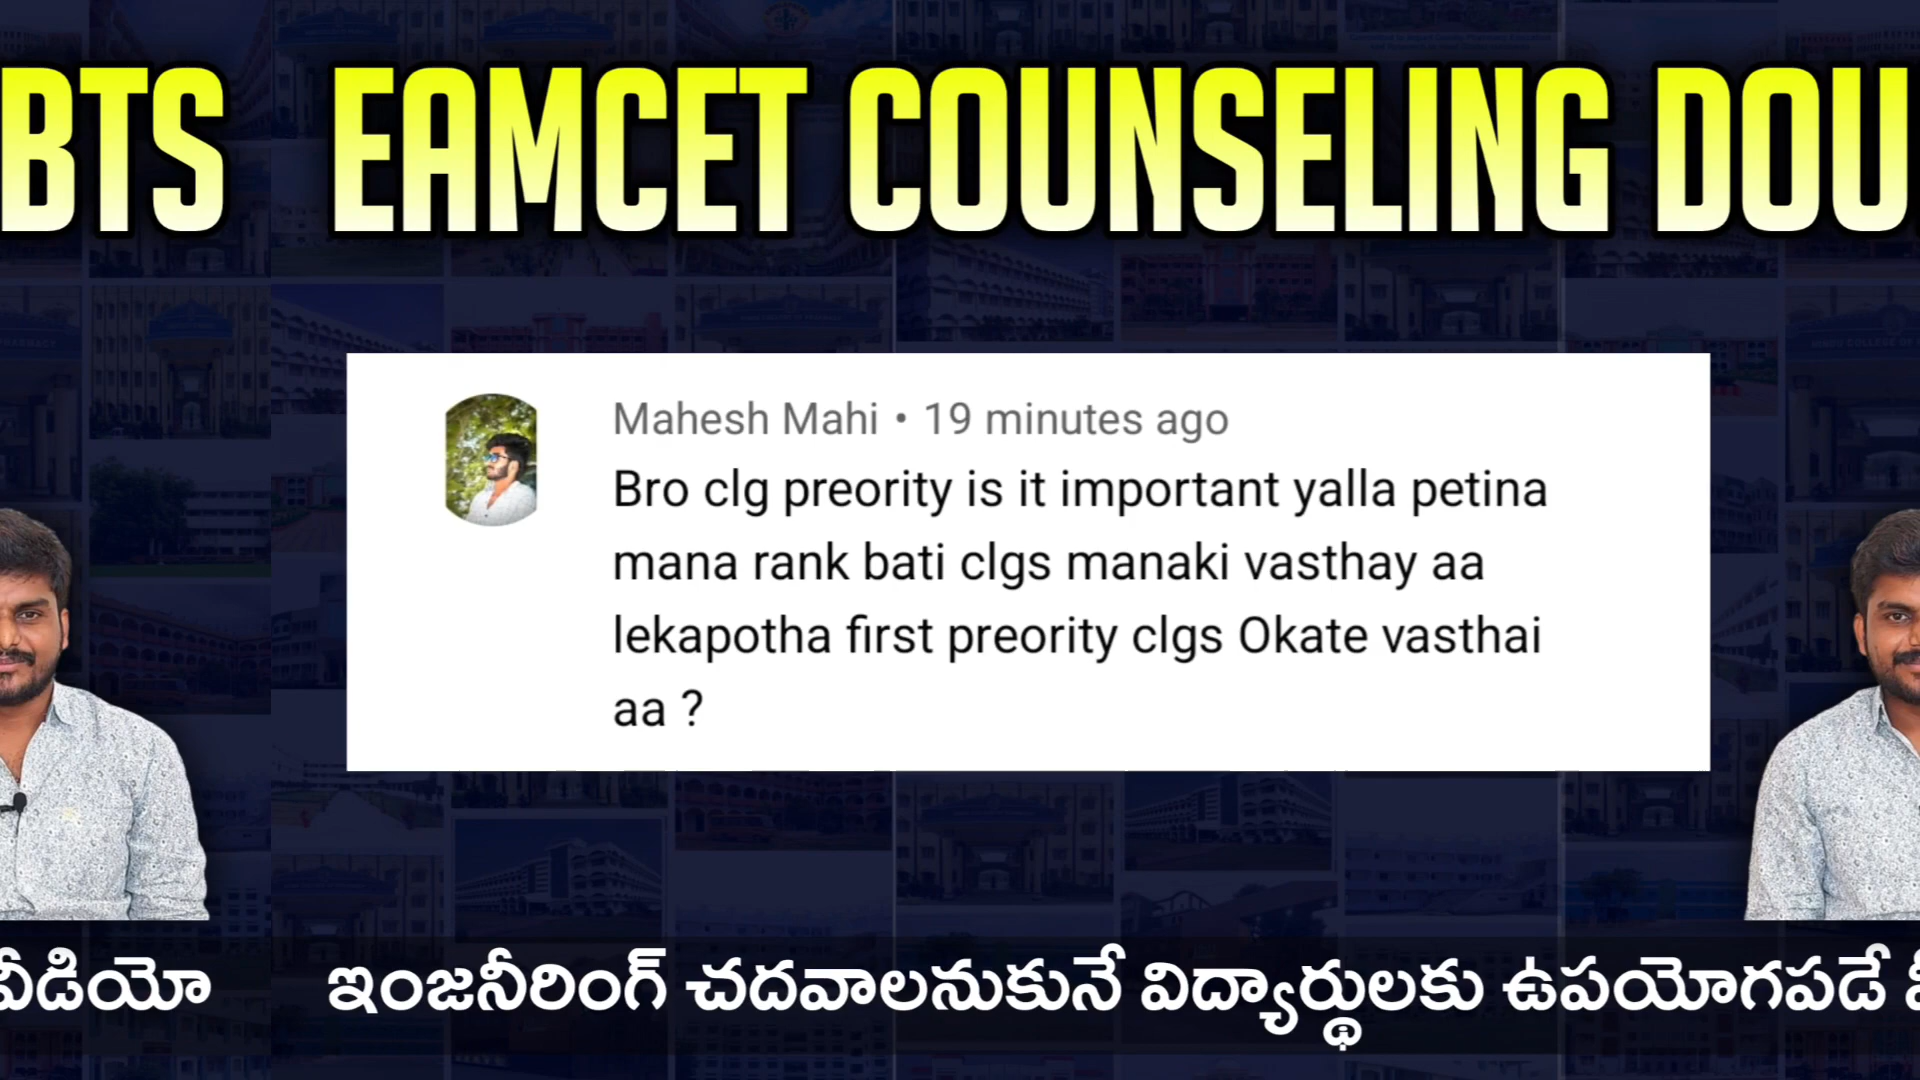 BTS EAMCET COUNSELING DOU
Mahesh Mahi • 19 minutes ago
Bro clg preority is it important yalla petina
mana rank bati clgs manaki vasthay aa
lekapotha first preority clgs Okate vasthai
aa ?
వీడియో ఇంజనీరింగ్ చదవాలనుకునే విద్యార్థులకు ఉపయోగపడే